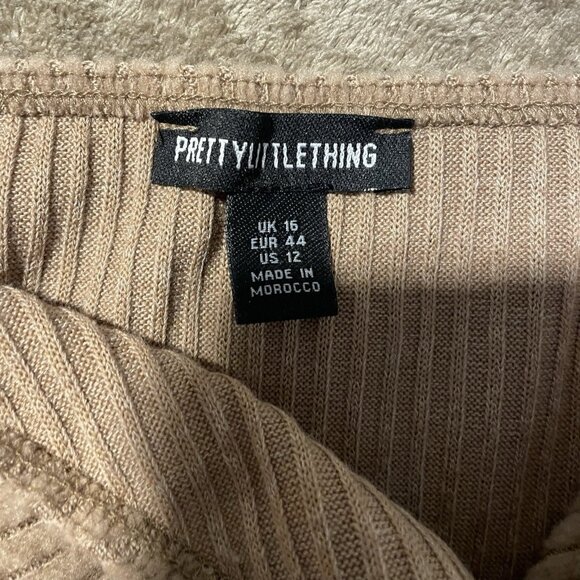 PRETTYLITTLETHING
UK 16
EUR 44
US 12
MADE IN
MOROCCO